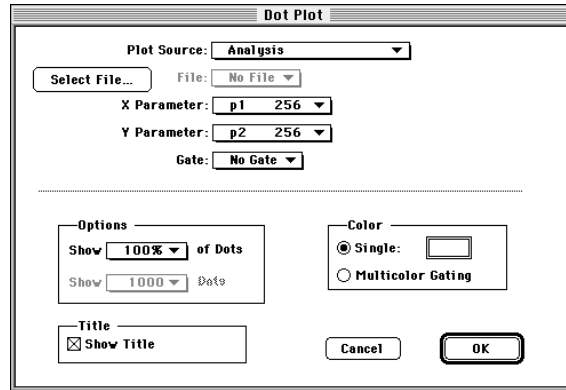 Dot Plot
Plot Source: Analysis
Select File... File: No File
X Parameter: p1 256
Y Parameter: p2 256
Gate: No Gate
Options
Show 100% of Dots
Show 1000 Dots
Color
Single:
Multicolor Gating
Title
Show Title
Cancel OK